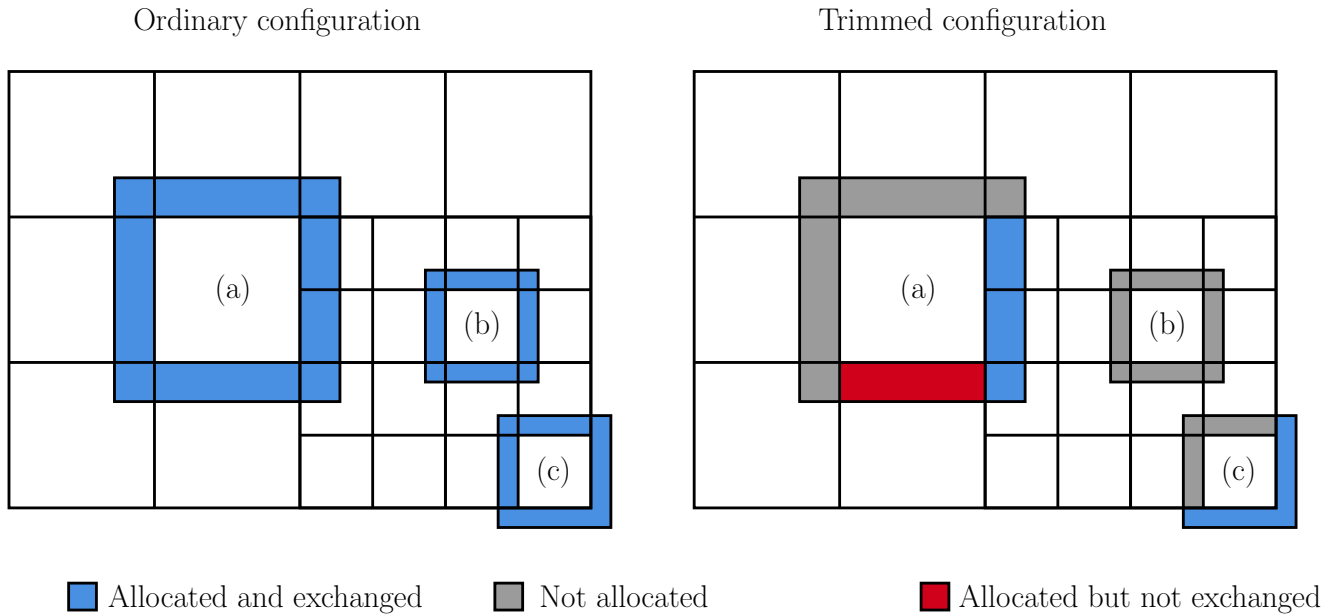 Ordinary configuration
Trimmed configuration
(a)
(b)
(c)
(a)
(b)
(c)
Allocated and exchanged
Not allocated
Allocated but not exchanged